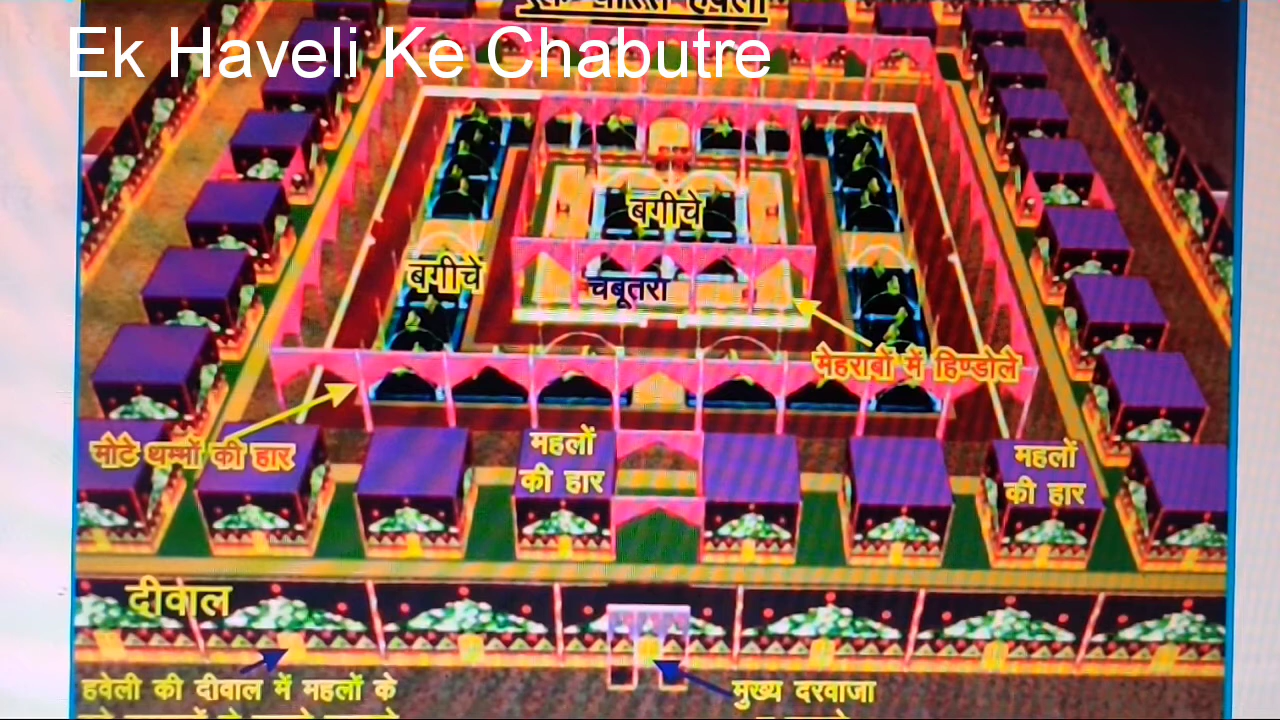 Ek Haveli Ke Chabutre
बगीचे
बगीचे
चबूतरा
मेहराबों में हिण्डोले
मोटे थम्मों की हार
महलों
की हार
महलों
की हार
दीवाल
हवेली की दीवाल में महलों के
मुख्य दरवाजा